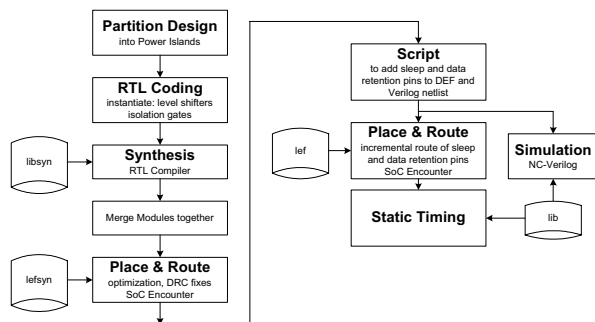 Partition Design
into Power Islands
RTL Coding
instantiate: level shifters
isolation gates
libsyn
Synthesis
RTL Compiler
Merge Modules together
lefsyn
Place & Route
optimization, DRC fixes
SoC Encounter
Script
to add sleep and data
retention pins to DEF and
Verilog netlist
lef
Place & Route
incremental route of sleep
and data retention pins
SoC Encounter
Simulation
NC-Verilog
Static Timing
lib